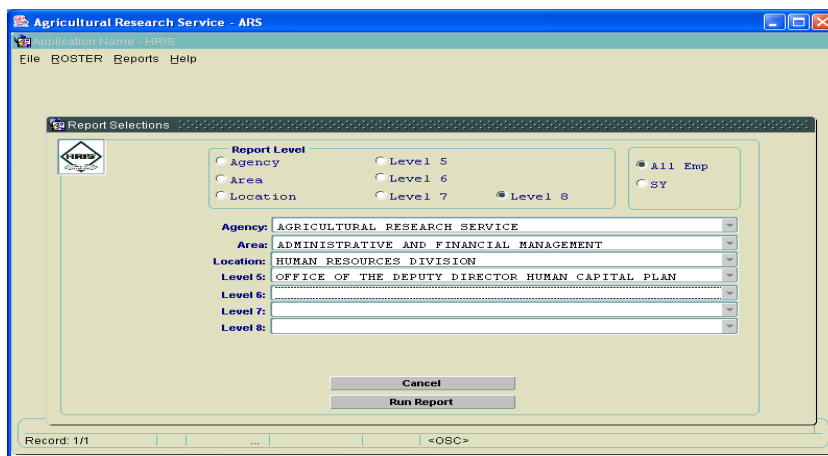 Agricultural Research Service - ARS
Application Name - HRIS
File ROSTER Reports Help
Report Selections
HRIS
Report Level
Agency Level 5
Area Level 6
Location Level 7 Level 8
All Emp
SY
Agency: AGRICULTURAL RESEARCH SERVICE
Area: ADMINISTRATIVE AND FINANCIAL MANAGEMENT
Location: HUMAN RESOURCES DIVISION
Level 5: OFFICE OF THE DEPUTY DIRECTOR HUMAN CAPITAL PLAN
Level 6:
Level 7:
Level 8:
Cancel
Run Report
Record: 1/1 ... <OSC>